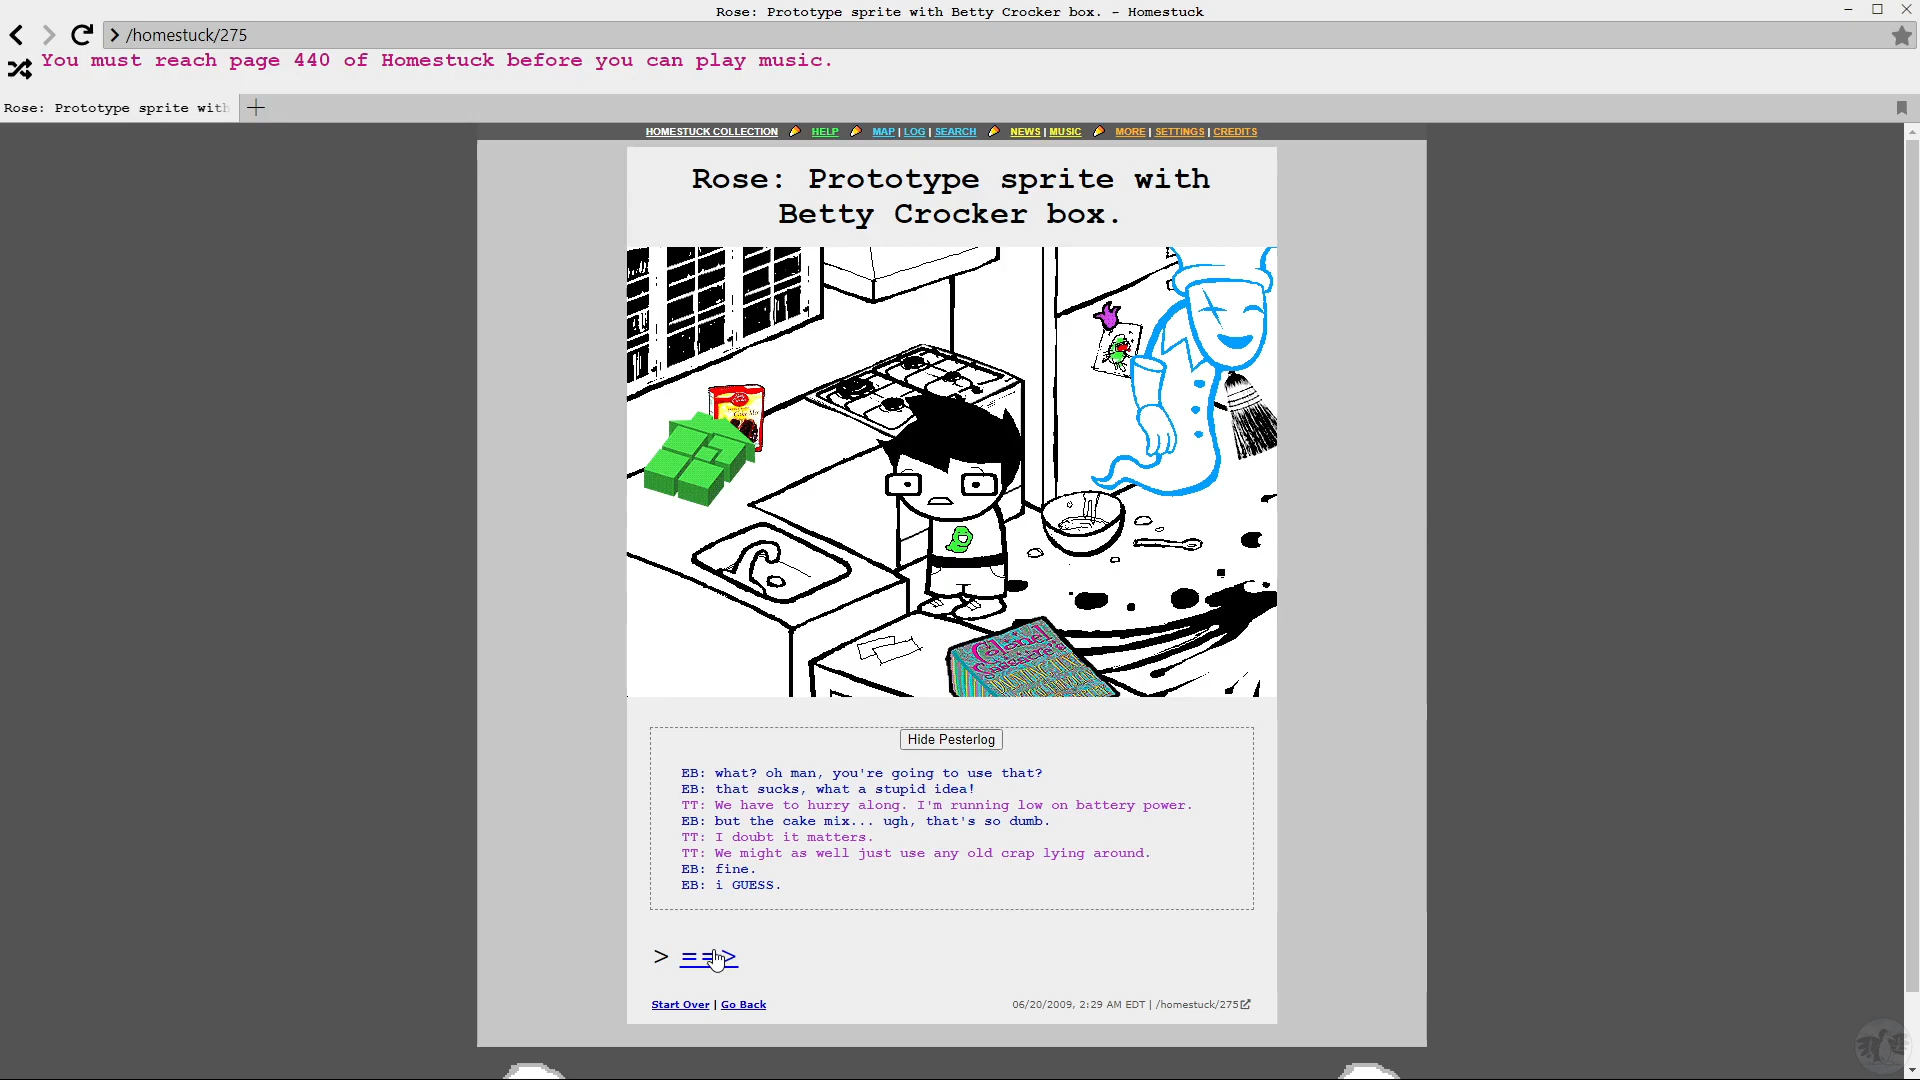 Rose: Prototype sprite with Betty Crocker box. - Homestuck
/homestuck/275
You must reach page 440 of Homestuck before you can play music.
Rose: Prototype sprite with
HOMESTUCK COLLECTION HELP MAP | LOG | SEARCH NEWS | MUSIC MORE | SETTINGS | CREDITS
Rose: Prototype sprite with
Betty Crocker box.
Cake Mix
Colonel
Sassacre's
Hide Pesterlog
EB: what? oh man, you're going to use that?
EB: that sucks, what a stupid idea!
TT: We have to hurry along. I'm running low on battery power.
EB: but the cake mix... ugh, that's so dumb.
TT: I doubt it matters.
TT: We might as well just use any old crap lying around.
EB: fine.
EB: i GUESS.
> ==>
Start Over | Go Back
06/20/2009, 2:29 AM EDT | /homestuck/275